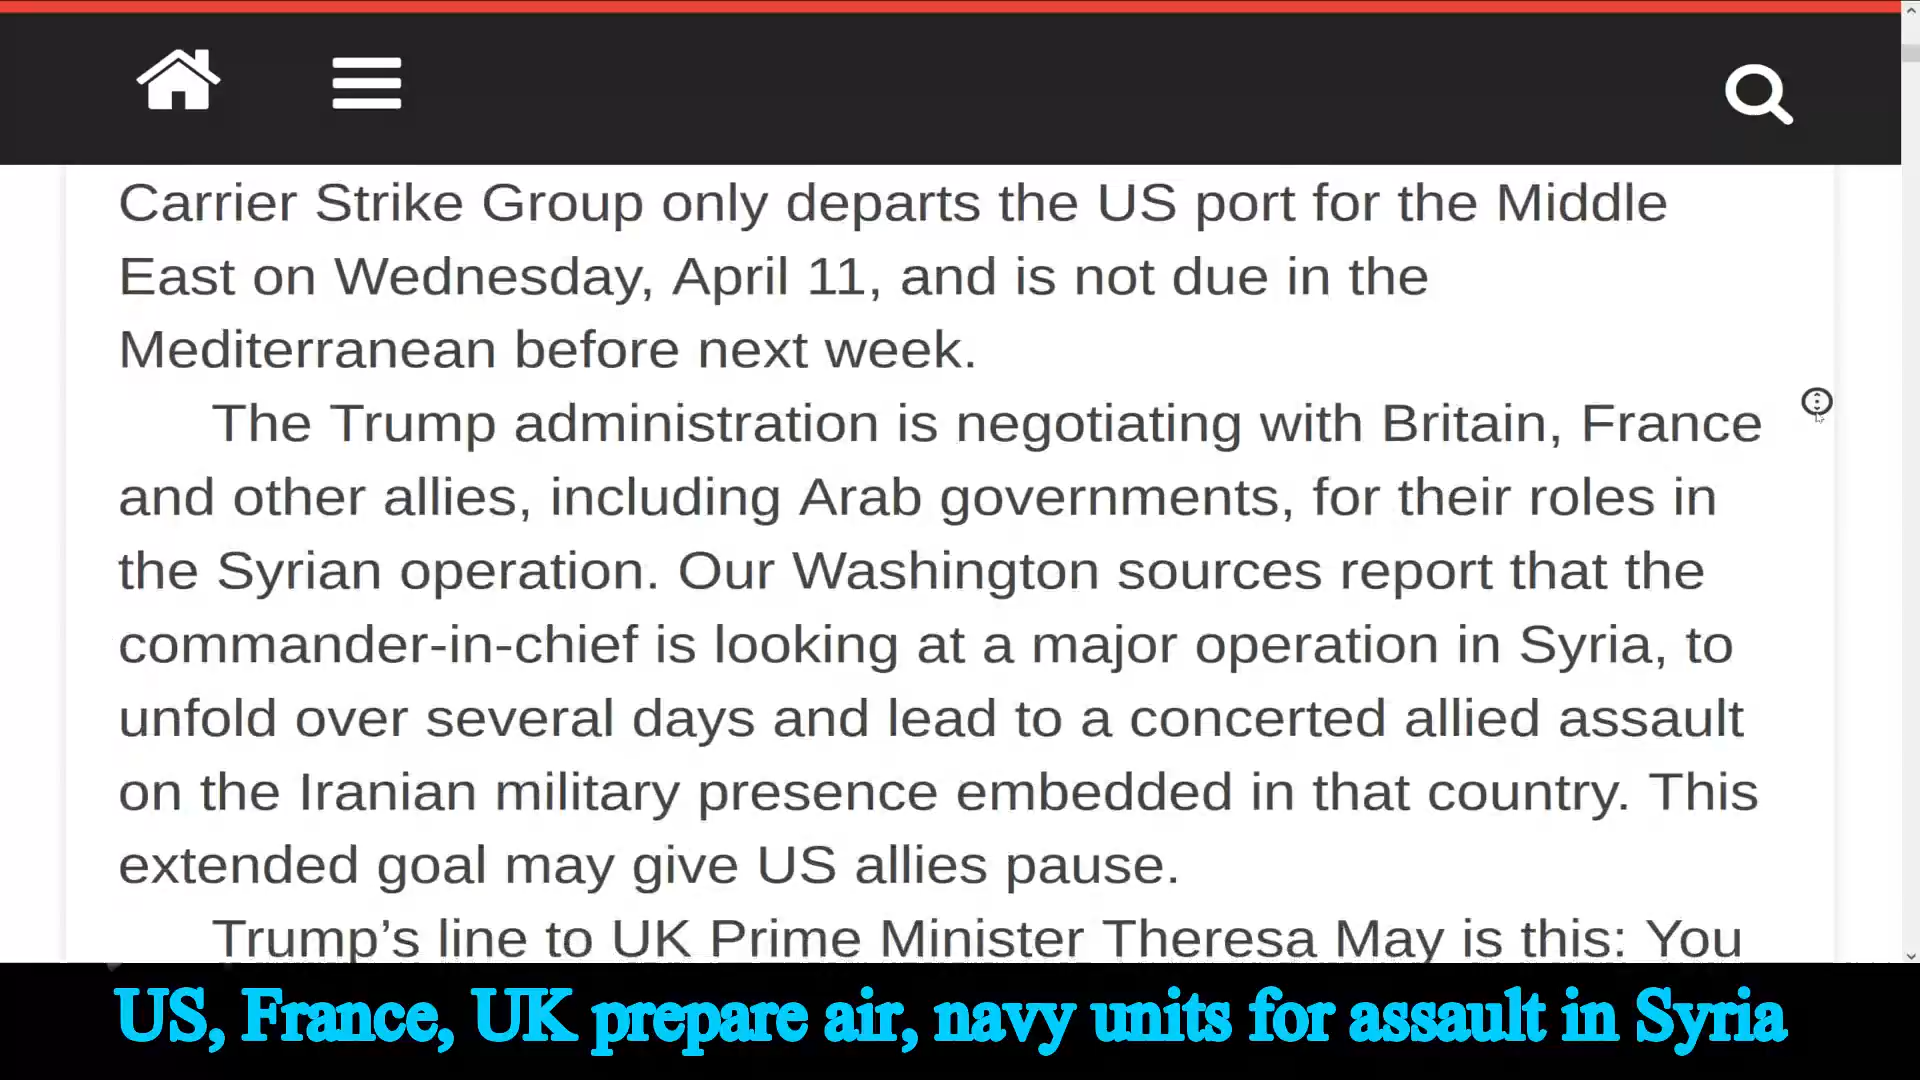 Carrier Strike Group only departs the US port for the Middle
East on Wednesday, April 11, and is not due in the
Mediterranean before next week.
The Trump administration is negotiating with Britain, France
and other allies, including Arab governments, for their roles in
the Syrian operation. Our Washington sources report that the
commander-in-chief is looking at a major operation in Syria, to
unfold over several days and lead to a concerted allied assault
on the Iranian military presence embedded in that country. This
extended goal may give US allies pause.
Trump’s line to UK Prime Minister Theresa May is this: You
US, France, UK prepare air, navy units for assault in Syria